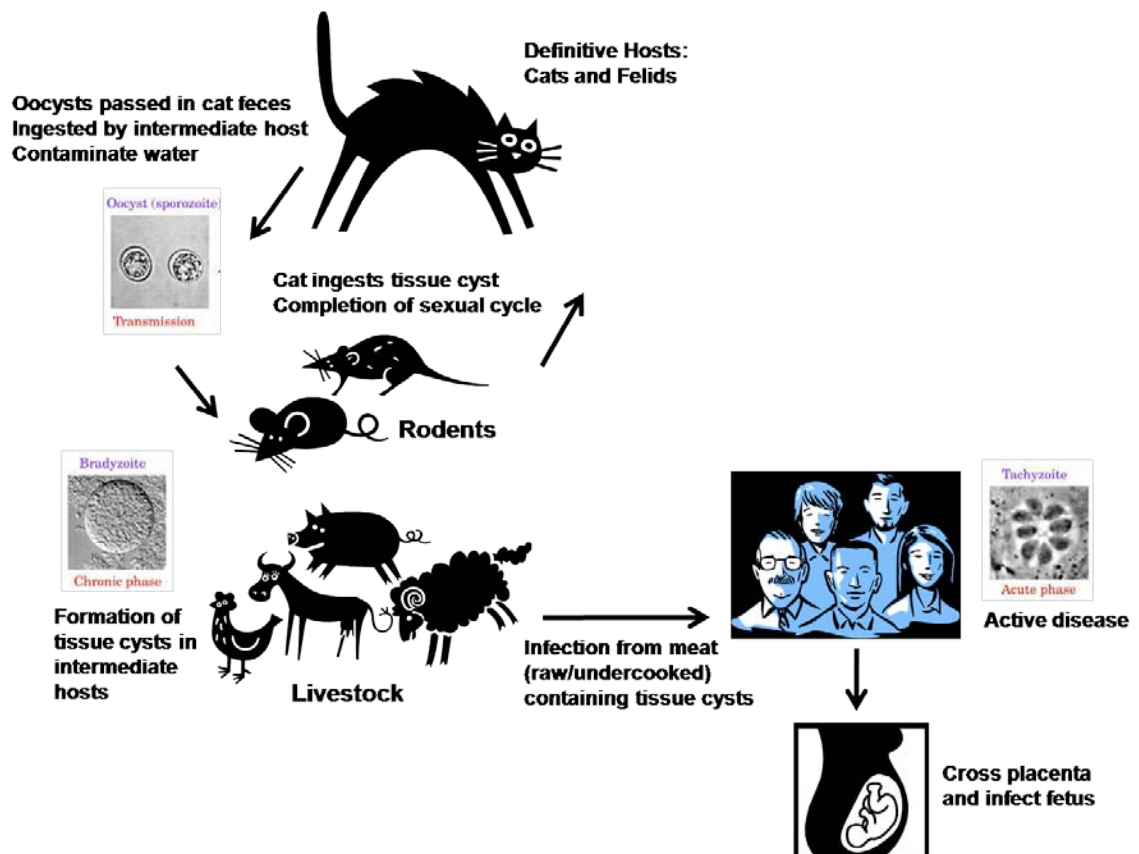 Definitive Hosts:
Cats and Felids
Oocysts passed in cat feces
Ingested by intermediate host
Contaminate water
Oocyst (sporozoite)
Transmission
Cat ingests tissue cyst
Completion of sexual cycle
Rodents
Bradyzoite
Chronic phase
Formation of
tissue cysts in
intermediate
hosts
Livestock
Infection from meat
(raw/undercooked)
containing tissue cysts
Tachyzoite
Acute phase
Active disease
Cross placenta
and infect fetus